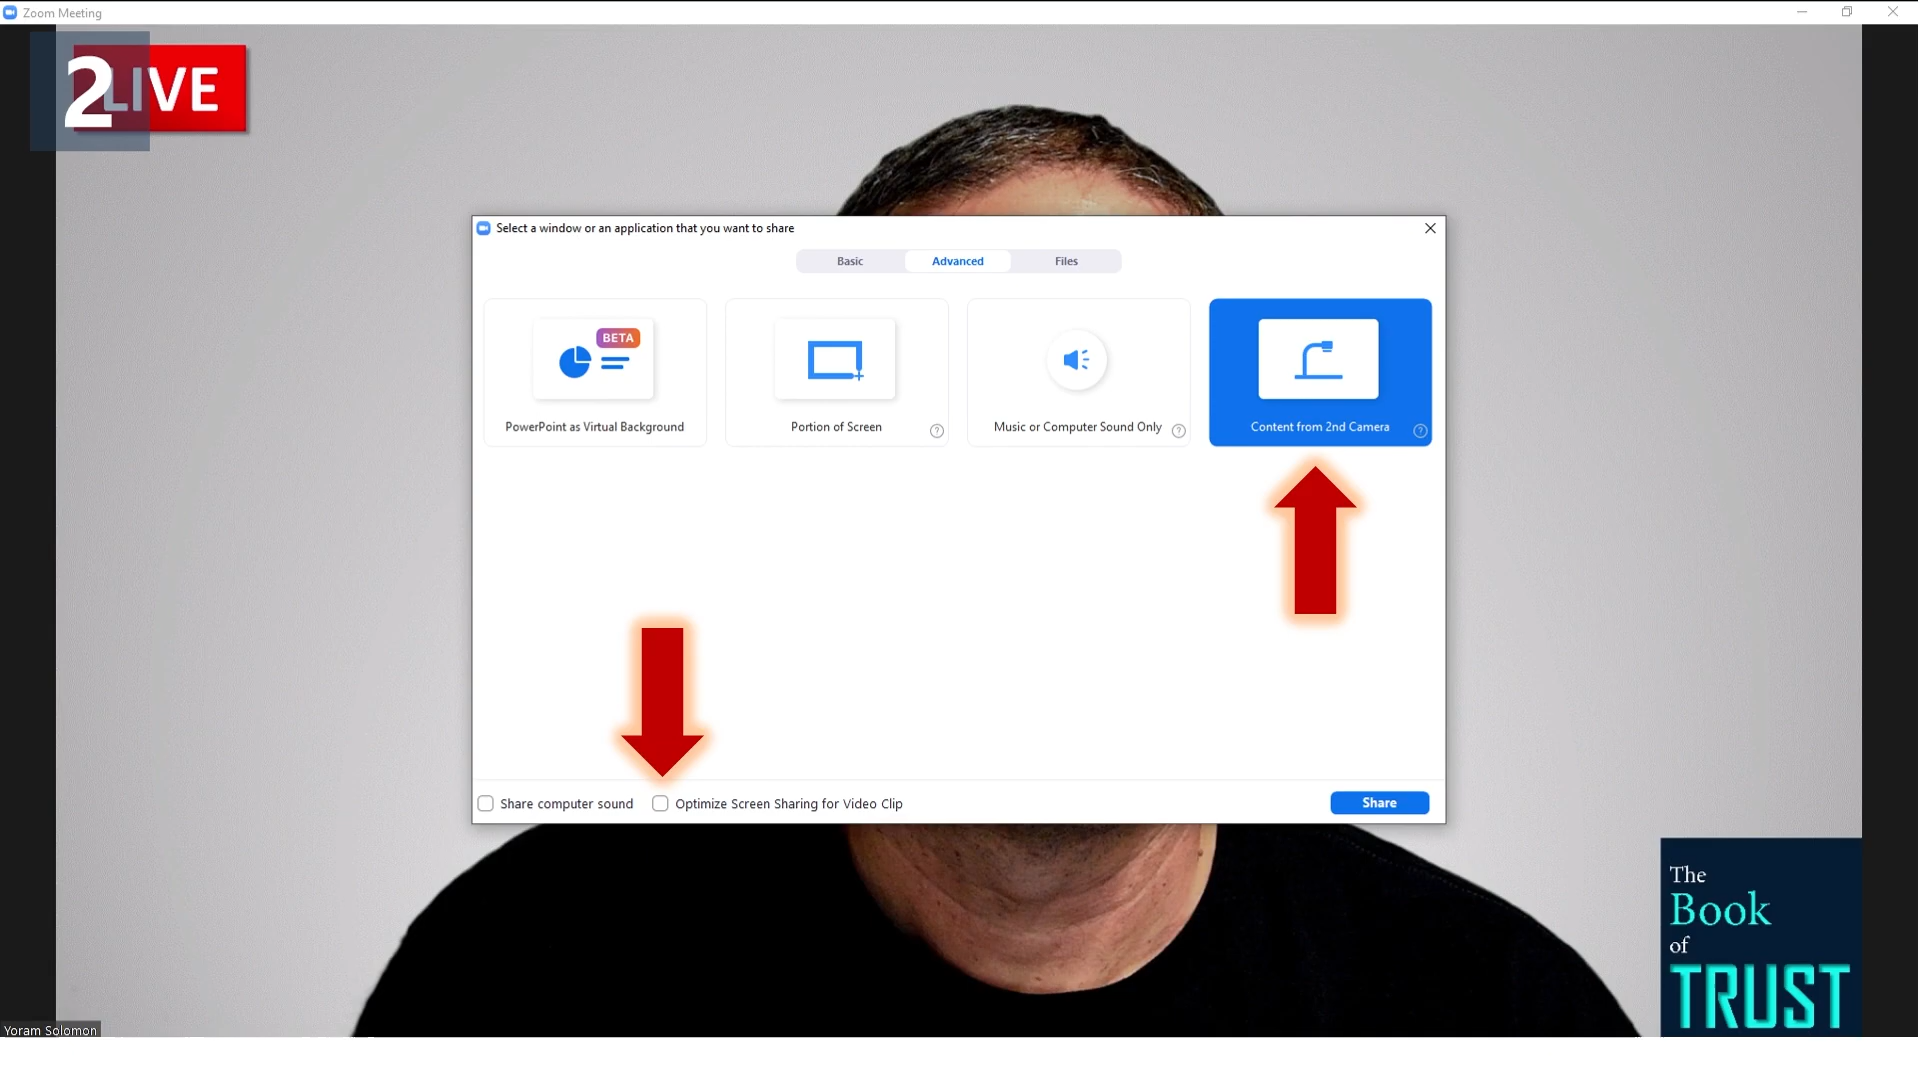 Zoom Meeting
2
LIVE
Select a window or an application that you want to share
Basic
Advanced
Files
BETA
PowerPoint as Virtual Background
Portion of Screen
?
Music or Computer Sound Only
?
Content from 2nd Camera
?
Share computer sound
Optimize Screen Sharing for Video Clip
Share
The
Book
of
TRUST
Yoram Solomon